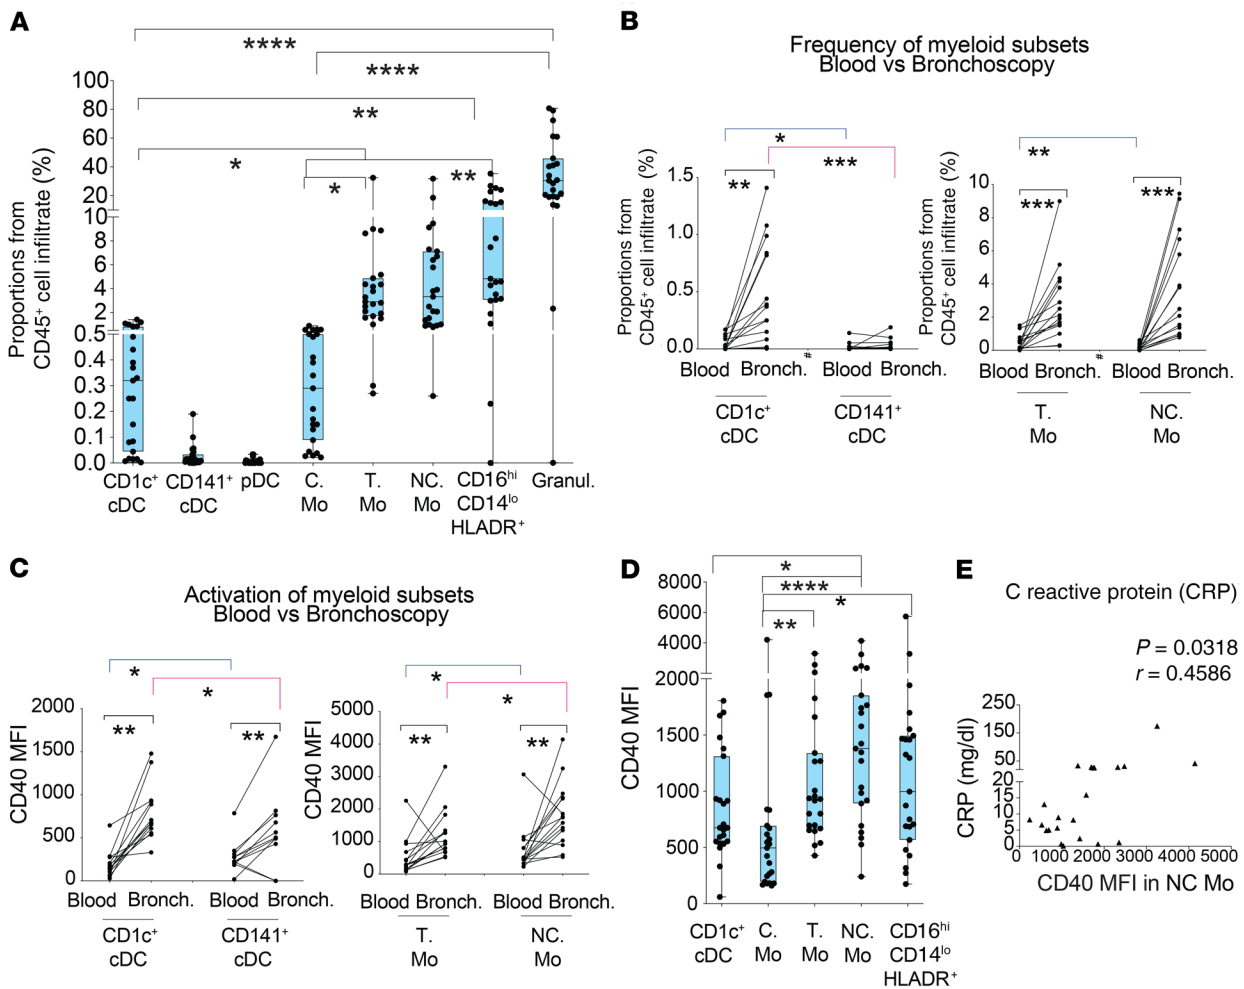 A
****
****
**
*
*
**
Proportions from
CD45+ cell infiltrate (%)
100
80
60
40
20
10
8
6
4
2
0.5
0.4
0.3
0.2
0.1
0.0
CD1c+
cDC
CD141+
cDC
pDC
C.
Mo
T.
Mo
NC.
Mo
CD16hi
CD14lo
HLADR+
Granul.
B
Frequency of myeloid subsets
Blood vs Bronchoscopy
*
***
**
Proportions from
CD45+ cell infiltrate (%)
1.5
1.0
0.5
0.0
Blood Bronch.# Blood Bronch.
CD1c+
cDC
CD141+
cDC
**
***
***
Proportions from
CD45+ cell infiltrate (%)
10
8
6
4
2
0
Blood Bronch.# Blood Bronch.
T.
Mo
NC.
Mo
C
Activation of myeloid subsets
Blood vs Bronchoscopy
*
*
**
**
CD40 MFI
2000
1500
1000
500
0
Blood Bronch. Blood Bronch.
CD1c+
cDC
CD141+
cDC
*
*
**
**
CD40 MFI
5000
4000
3000
2000
1000
0
Blood Bronch. Blood Bronch.
T.
Mo
NC.
Mo
D
*
****
*
**
CD40 MFI
8000
6000
4000
2000
1500
1000
500
0
CD1c+
cDC
C.
Mo
T.
Mo
NC.
Mo
CD16hi
CD14lo
HLADR+
E
C reactive protein (CRP)
P = 0.0318
r = 0.4586
CRP (mg/dl)
250
150
50
20
15
10
5
0
0 1000 2000 3000 4000 5000
CD40 MFI in NC Mo